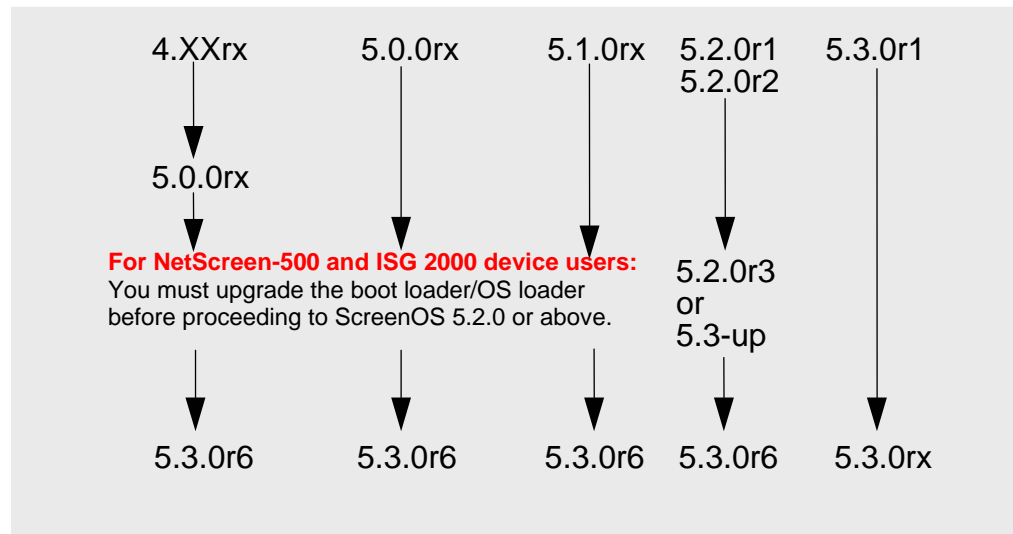 4.XXrx 5.0.0rx 5.1.0rx 5.2.0r1 5.3.0r1
5.2.0r2
5.0.0rx
For NetScreen-500 and ISG 2000 device users:
You must upgrade the boot loader/OS loader
before proceeding to ScreenOS 5.2.0 or above.
5.2.0r3
or
5.3-up
5.3.0r6 5.3.0r6 5.3.0r6 5.3.0r6 5.3.0rx